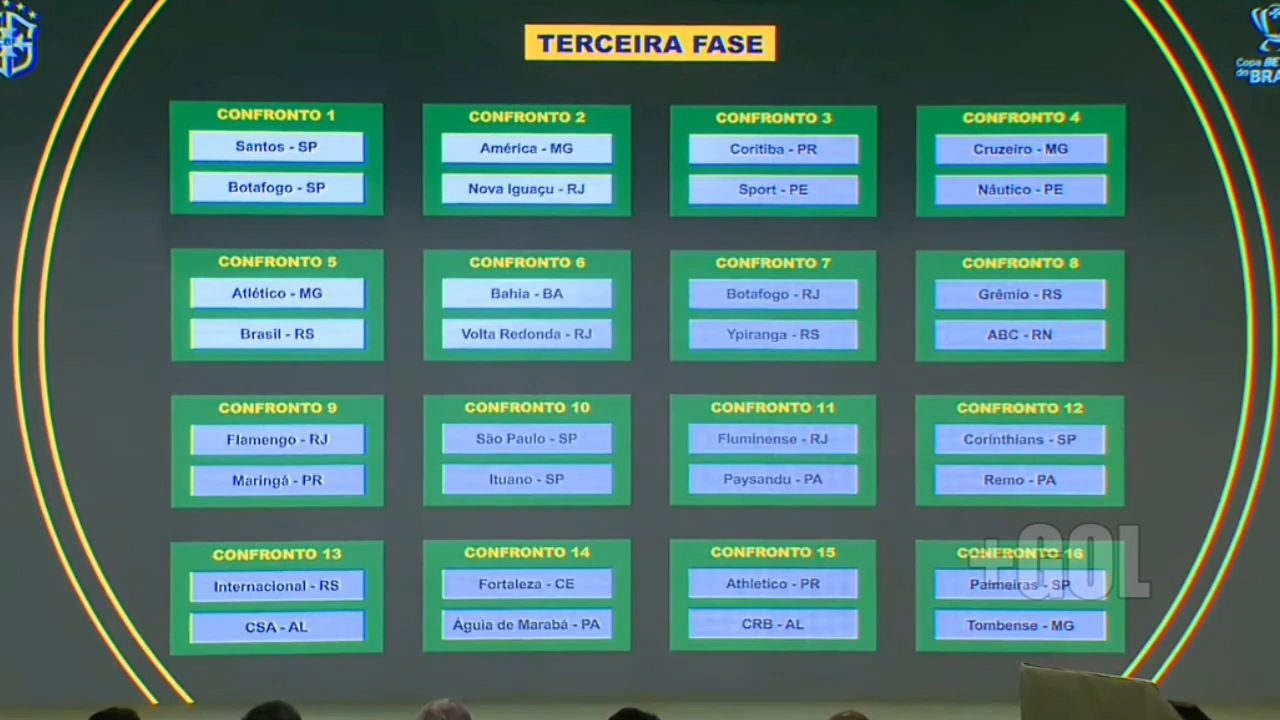 TERCEIRA FASE
CONFRONTO 1
Santos - SP
Botafogo - SP
CONFRONTO 2
América - MG
Nova Iguaçu - RJ
CONFRONTO 3
Coritiba - PR
Sport - PE
CONFRONTO 4
Cruzeiro - MG
Náutico - PE
CONFRONTO 5
Atlético - MG
Brasil - RS
CONFRONTO 6
Bahia - BA
Volta Redonda - RJ
CONFRONTO 7
Botafogo - RJ
Ypiranga - RS
CONFRONTO 8
Grêmio - RS
ABC - RN
CONFRONTO 9
Flamengo - RJ
Maringá - PR
CONFRONTO 10
São Paulo - SP
Ituano - SP
CONFRONTO 11
Fluminense - RJ
Paysandu - PA
CONFRONTO 12
Corinthians - SP
Remo - PA
CONFRONTO 13
Internacional - RS
CSA - AL
CONFRONTO 14
Fortaleza - CE
Águia de Marabá - PA
CONFRONTO 15
Athletico - PR
CRB - AL
CONFRONTO 16
Palmeiras - SP
Tombense - MG
+GOL
Copa
do